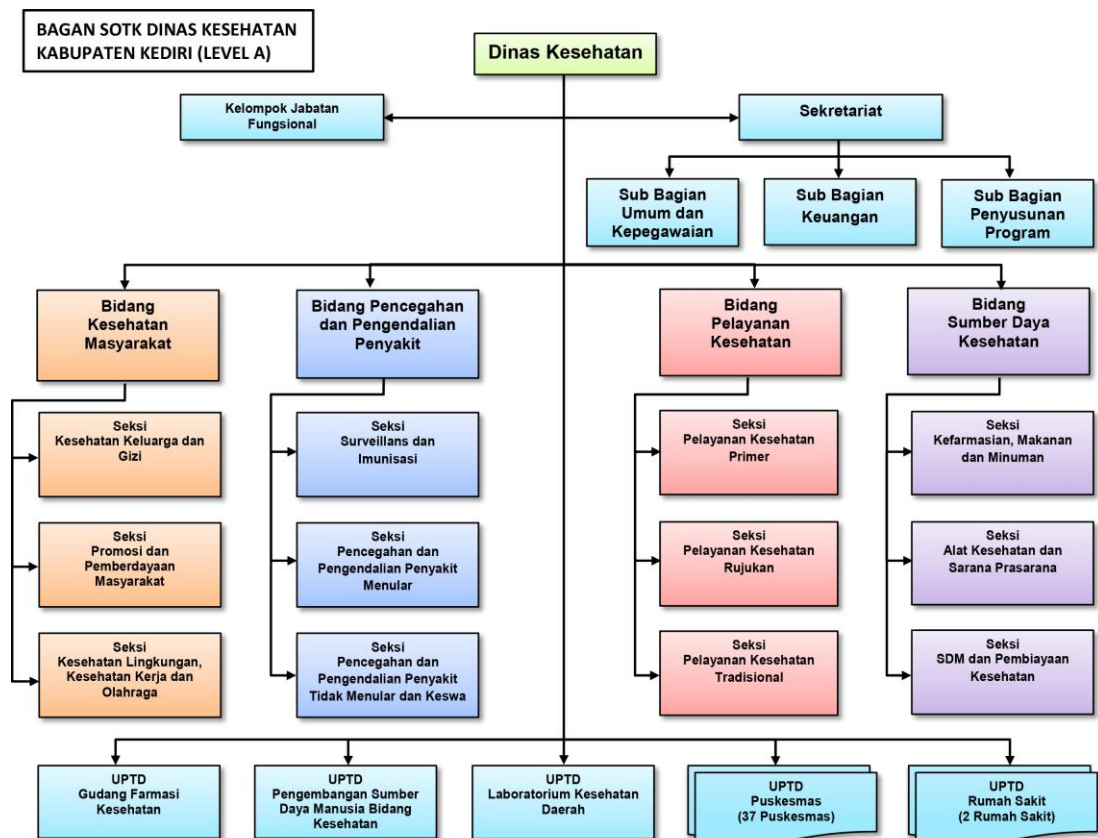 BAGAN SOTK DINAS KESEHATAN
KABUPATEN KEDIRI (LEVEL A)
Dinas Kesehatan
Kelompok Jabatan
Fungsional
Sekretariat
Sub Bagian
Umum dan
Kepegawaian
Sub Bagian
Keuangan
Sub Bagian
Penyusunan
Program
Bidang
Kesehatan
Masyarakat
Bidang Pencegahan
dan Pengendalian
Penyakit
Bidang
Pelayanan
Kesehatan
Bidang
Sumber Daya
Kesehatan
Seksi
Kesehatan Keluarga dan
Gizi
Seksi
Surveillans dan
Imunisasi
Seksi
Pelayanan Kesehatan
Primer
Seksi
Kefarmasian, Makanan
dan Minuman
Seksi
Promosi dan
Pemberdayaan
Masyarakat
Seksi
Pencegahan dan
Pengendalian Penyakit
Menular
Seksi
Pelayanan Kesehatan
Rujukan
Seksi
Alat Kesehatan dan
Sarana Prasarana
Seksi
Kesehatan Lingkungan,
Kesehatan Kerja dan
Olahraga
Seksi
Pencegahan dan
Pengendalian Penyakit
Tidak Menular dan Keswa
Seksi
Pelayanan Kesehatan
Tradisional
Seksi
SDM dan Pembiayaan
Kesehatan
UPTD
Gudang Farmasi
Kesehatan
UPTD
Pengembangan Sumber
Daya Manusia Bidang
Kesehatan
UPTD
Laboratorium Kesehatan
Daerah
UPTD
Puskesmas
(37 Puskesmas)
UPTD
Rumah Sakit
(2 Rumah Sakit)